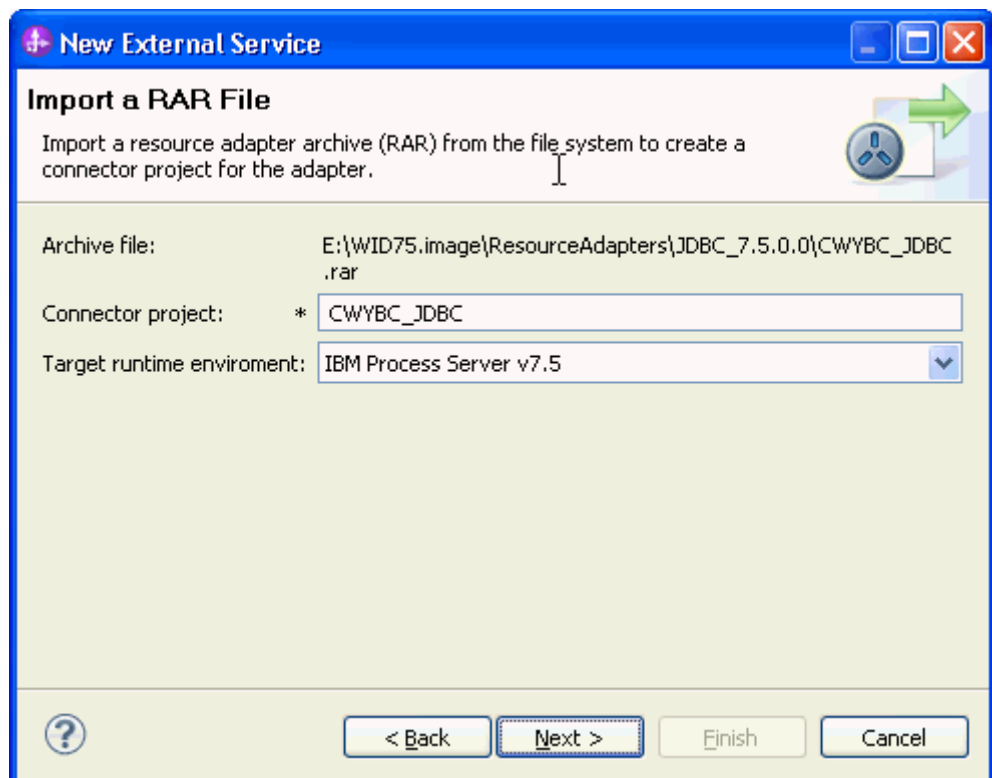 New External Service
Import a RAR File
Import a resource adapter archive (RAR) from the file system to create a
connector project for the adapter.
Archive file: E:\WID75.image\ResourceAdapters\JDBC_7.5.0.0\CWYBC_JDBC
.rar
Connector project: * CWYBC_JDBC
Target runtime enviroment: IBM Process Server v7.5
? < Back Next > Finish Cancel